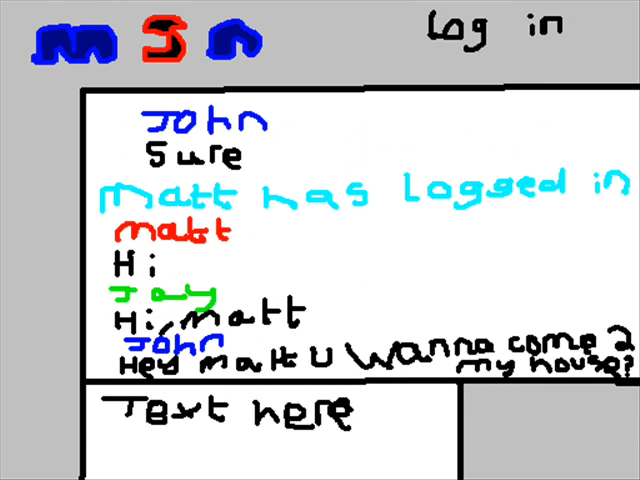 msn
Log in
John
Sure
Matt has logged in
matt
Hi
Jay
Hi, matt
John
Hey matt U wanna come 2
my house?
Text here